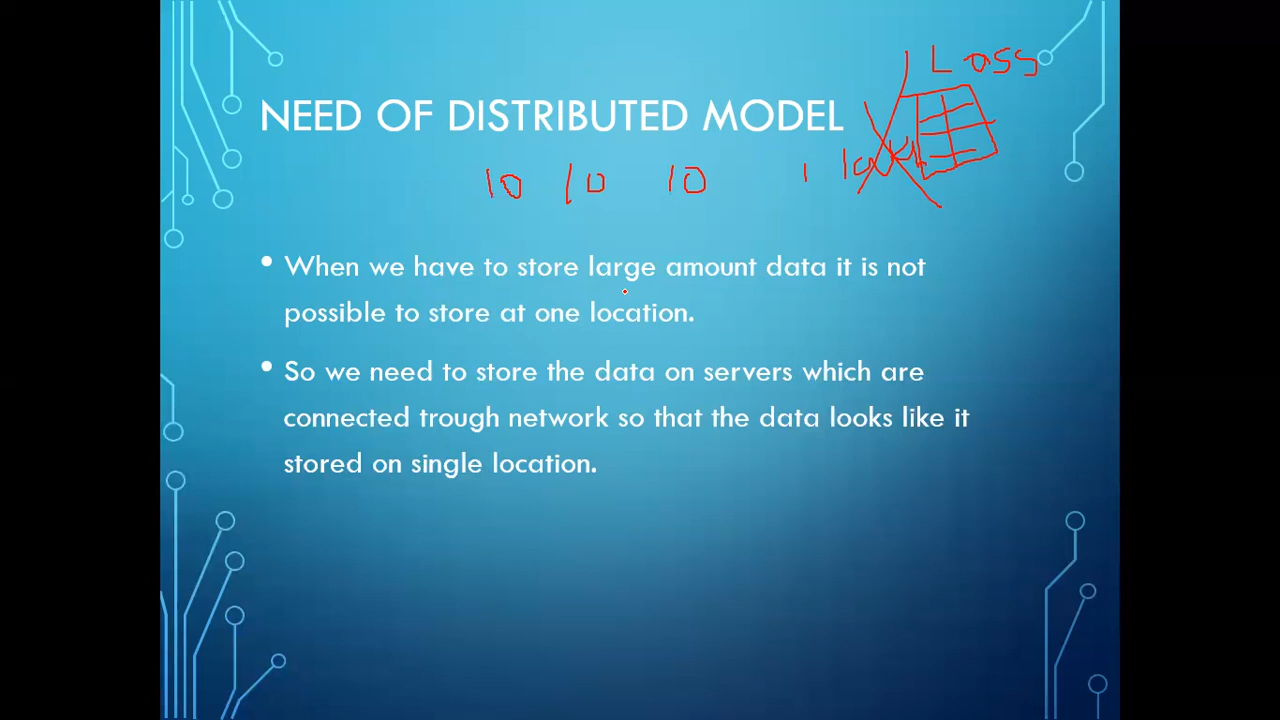 Loss
NEED OF DISTRIBUTED MODEL
10 10 10 1 lakh
• When we have to store large amount data it is not
possible to store at one location.
• So we need to store the data on servers which are
connected trough network so that the data looks like it
stored on single location.